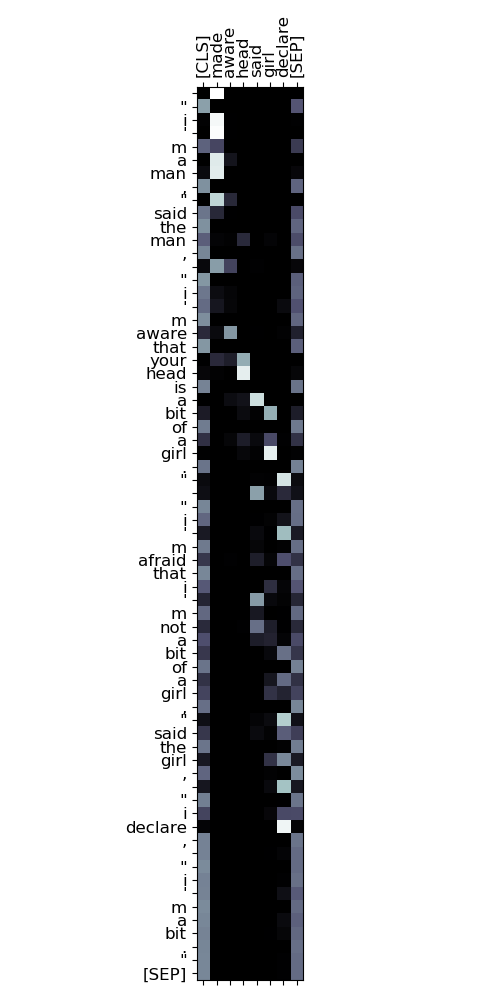 [CLS]
made
aware
head
said
girl
declare
[SEP]
"
i
'
m
a
man
,
"
said
the
man
,
"
i
'
m
aware
that
your
head
is
a
bit
of
a
girl
.
"
"
i
'
m
afraid
that
i
'
m
not
a
bit
of
a
girl
,
"
said
the
girl
,
"
i
declare
,
"
i
'
m
a
bit
.
"
[SEP]